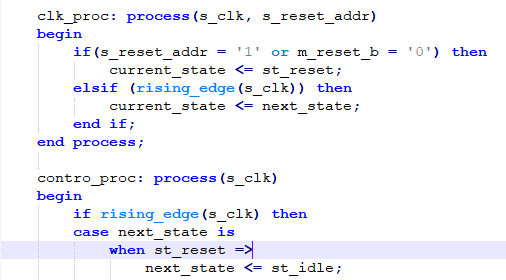 clk_proc: process(s_clk, s_reset_addr)
begin
if(s_reset_addr = '1' or m_reset_b = '0') then
current_state <= st_reset;
elsif (rising_edge(s_clk)) then
current_state <= next_state;
end if;
end process;
contro_proc: process(s_clk)
begin
if rising_edge(s_clk) then
case next_state is
when st_reset =>
next_state <= st_idle;